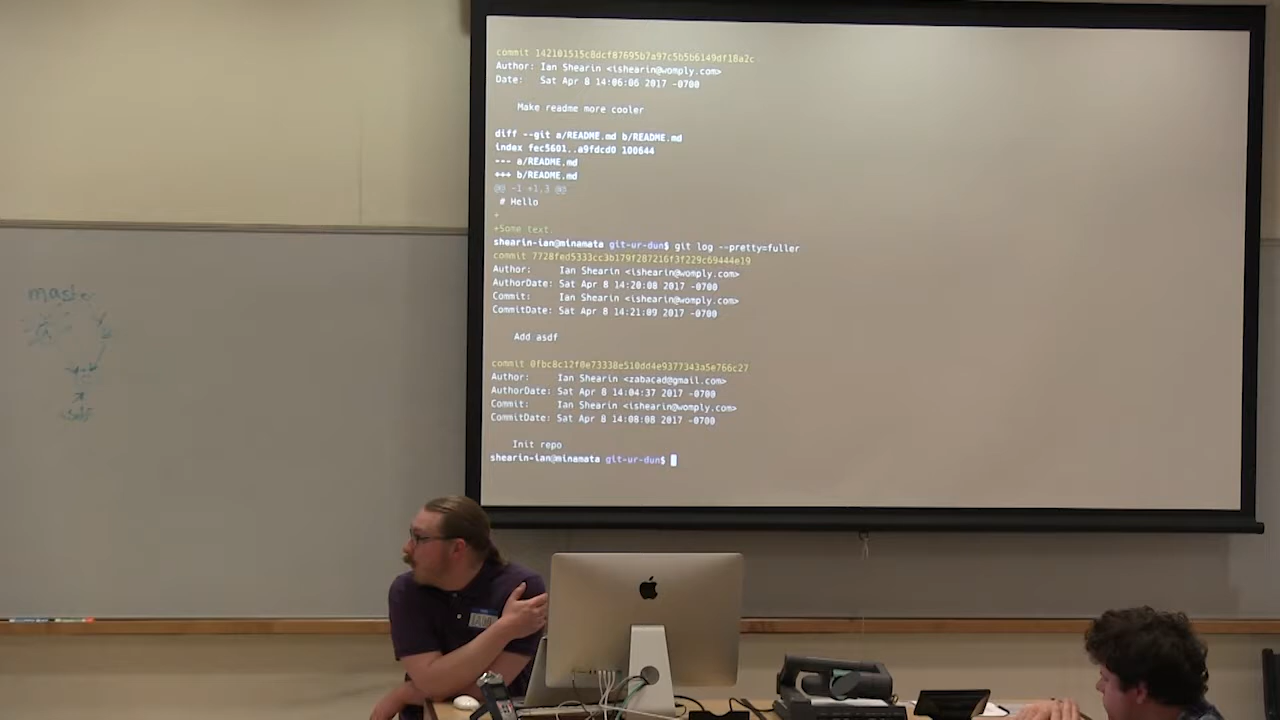 commit 142101515c8dcf87695b7a97c5b5b6149df18a2c
Author: Ian Shearin <ishearin@womply.com>
Date: Sat Apr 8 14:06:06 2017 -0700
Make readme more cooler
diff --git a/README.md b/README.md
index fec5601..a9fdcd0 100644
--- a/README.md
+++ b/README.md
@@ -1 +1,3 @@
# Hello
+
+Some text.
shearin-ian@minamata git-ur-dun$ git log --pretty=fuller
commit 7728fed5333cc3b179f287216f3f229c69444e19
Author: Ian Shearin <ishearin@womply.com>
AuthorDate: Sat Apr 8 14:20:08 2017 -0700
Commit: Ian Shearin <ishearin@womply.com>
CommitDate: Sat Apr 8 14:21:09 2017 -0700
Add asdf
commit 0fbc8c12f0e73338e510dd4e9377343a5e766c27
Author: Ian Shearin <zabacad@gmail.com>
AuthorDate: Sat Apr 8 14:04:37 2017 -0700
Commit: Ian Shearin <ishearin@womply.com>
CommitDate: Sat Apr 8 14:08:08 2017 -0700
Init repo
shearin-ian@minamata git-ur-dun$
master